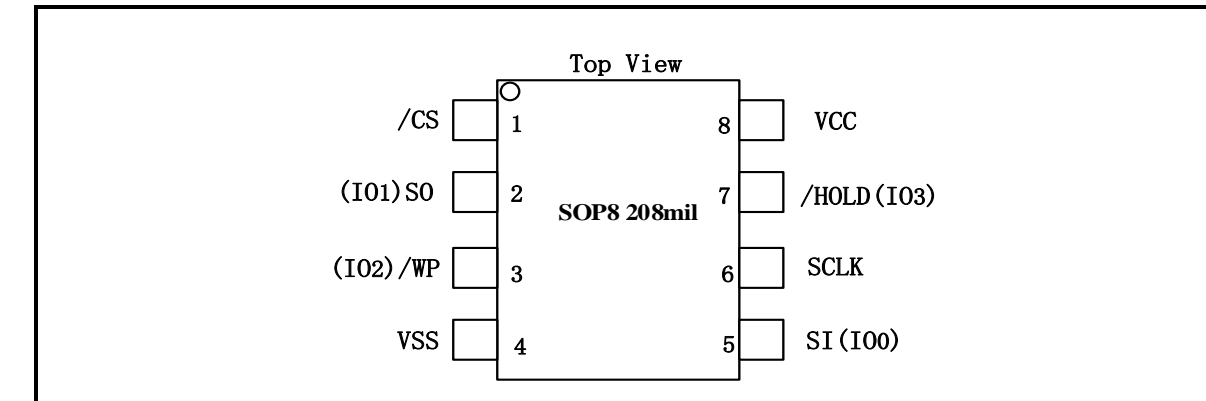 Top View
/CS 1 8 VCC
(IO1)SO 2 7 /HOLD(IO3)
SOP8 208mil
(IO2)/WP 3 6 SCLK
VSS 4 5 SI(IO0)